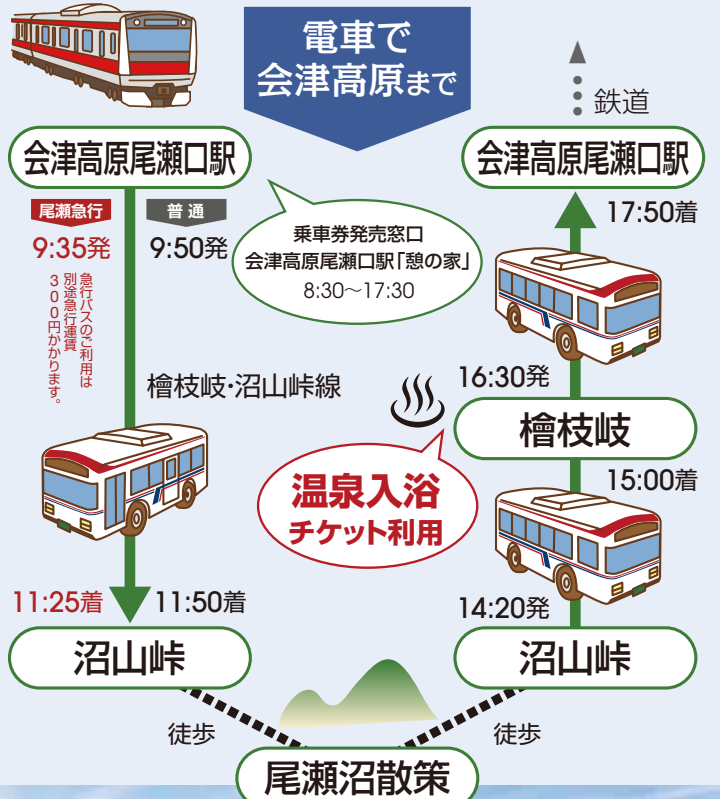 電車で
会津高原まで
鉄道
会津高原尾瀬口駅
尾瀬急行
普通
9:35発
9:50発
急行バスのご利用は
別途急行運賃
300円かかります。
乗車券発売窓口
会津高原尾瀬口駅「憩の家」
8:30〜17:30
檜枝岐・沼山峠線
11:25着
11:50着
沼山峠
徒歩
尾瀬沼散策
徒歩
沼山峠
14:20発
15:00着
檜枝岐
温泉入浴
チケット利用
16:30発
17:50着
会津高原尾瀬口駅